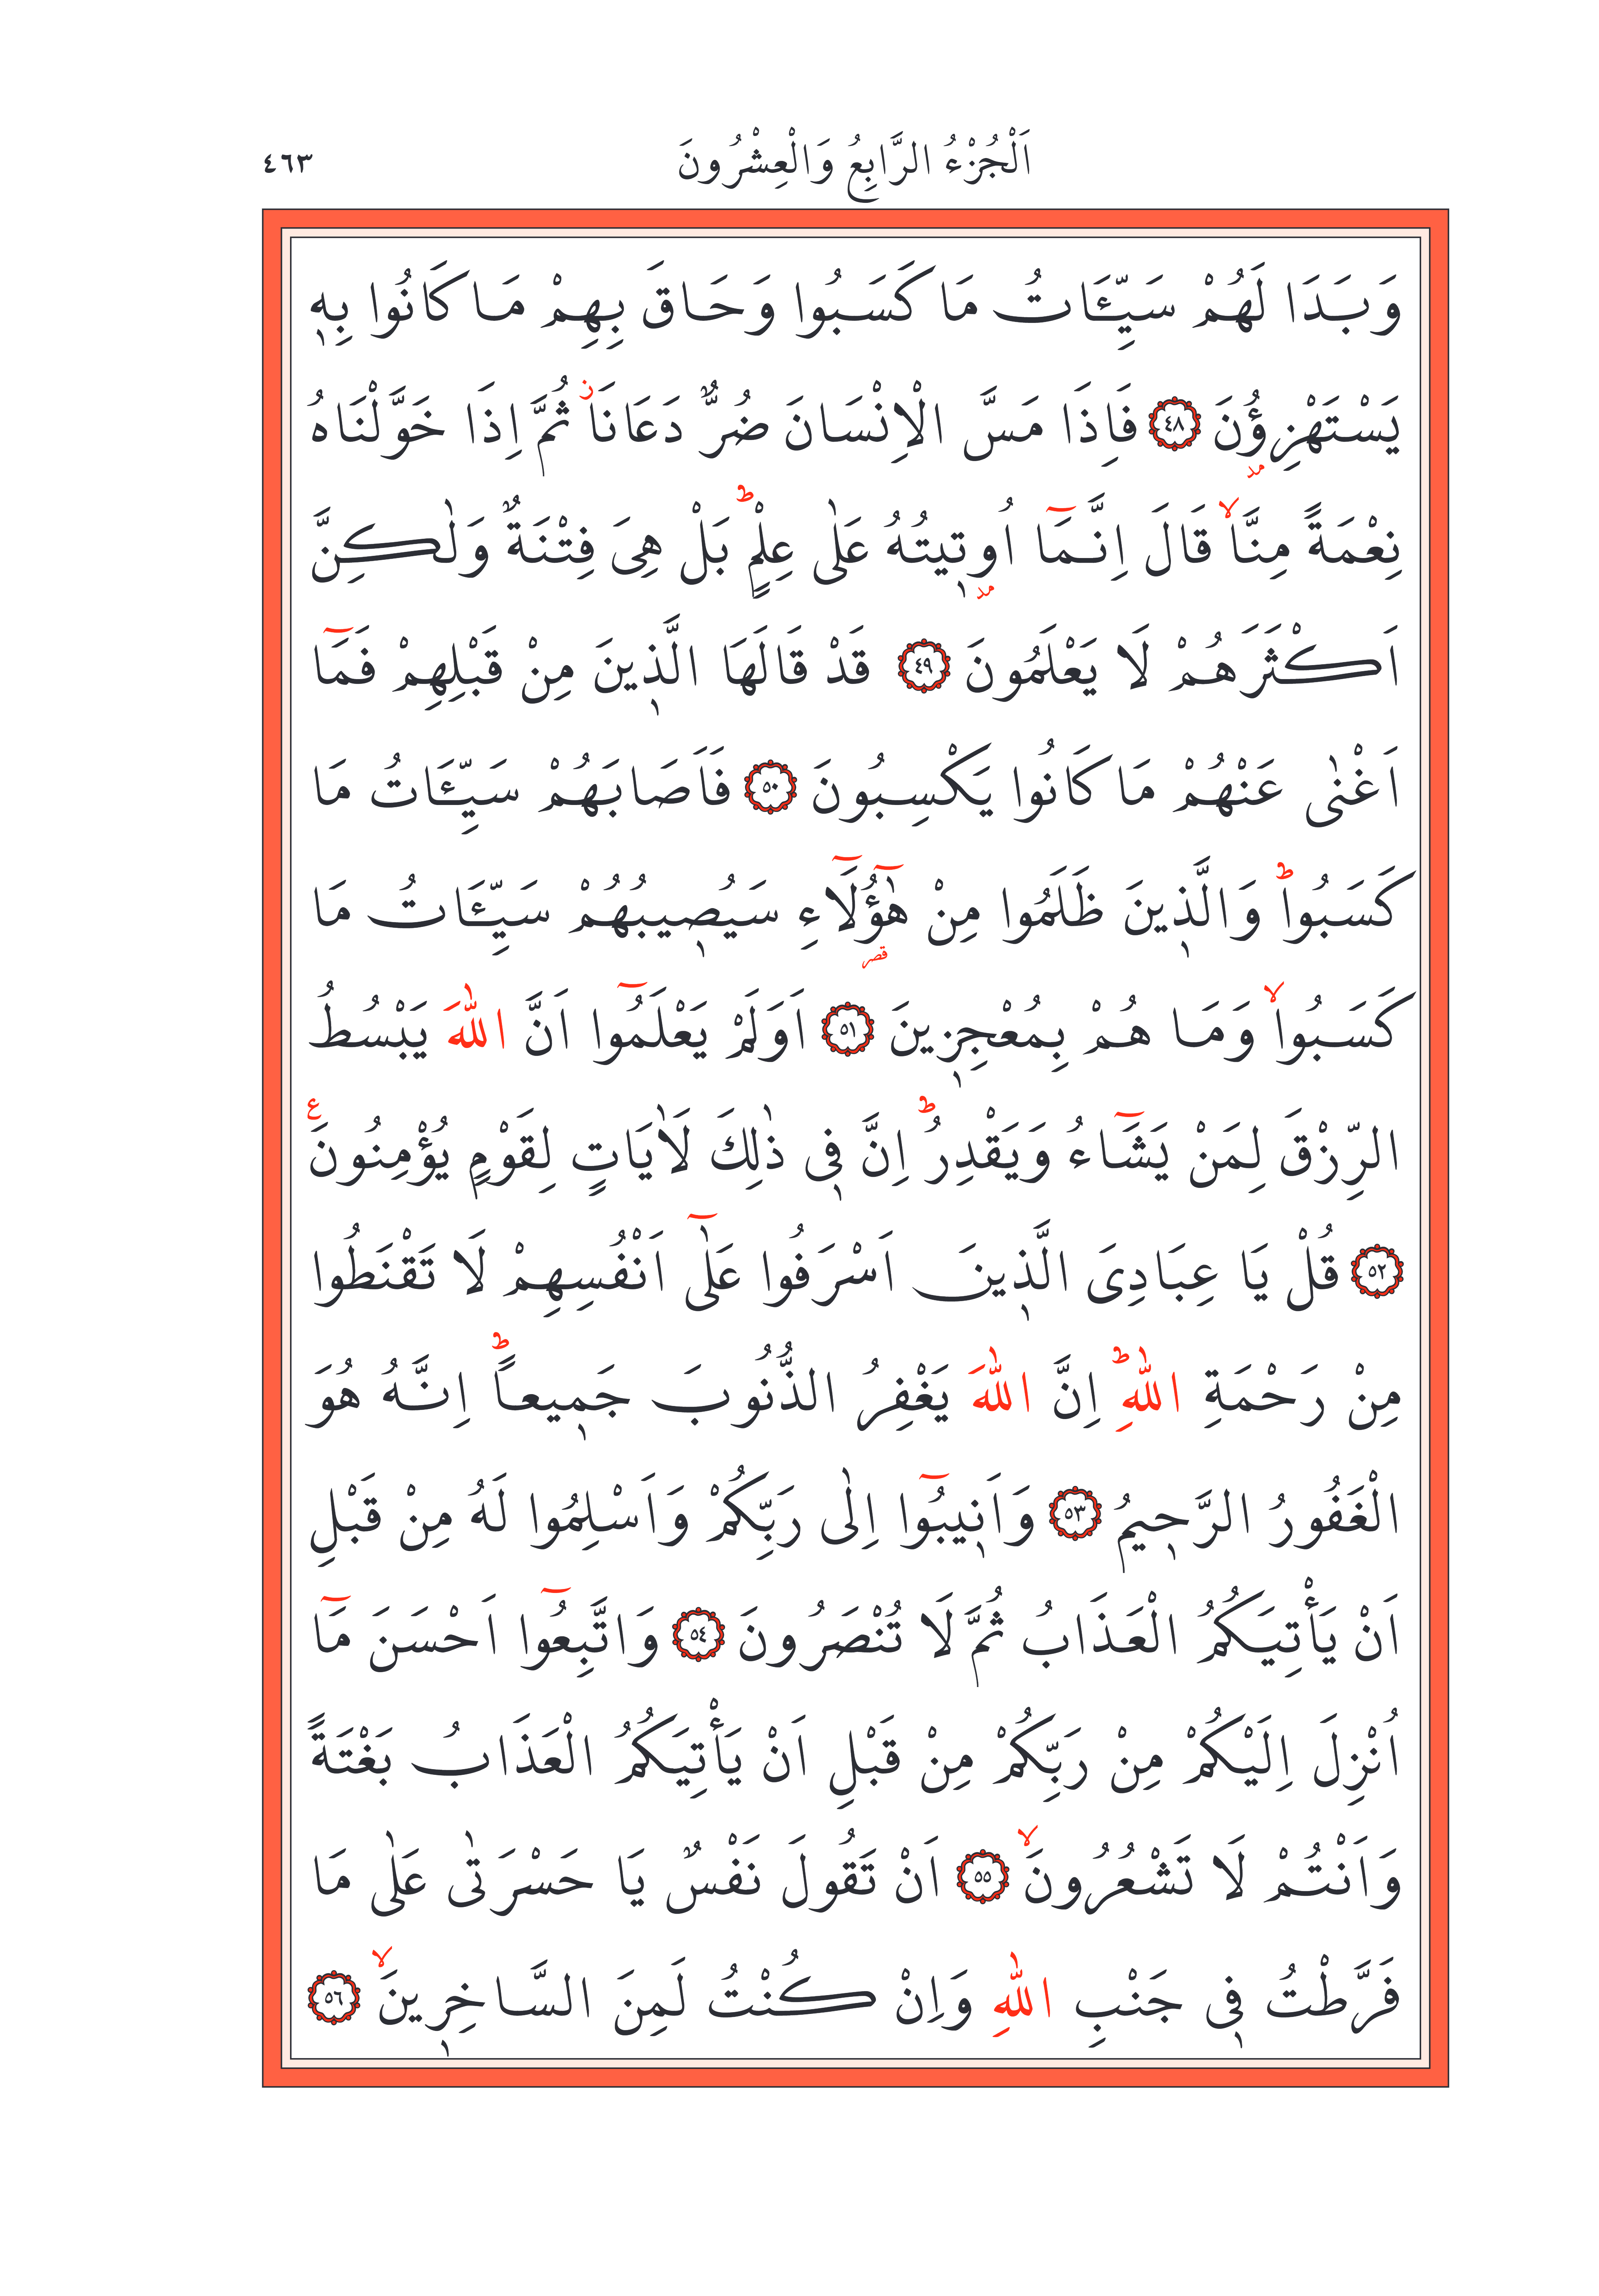 ٤٦٣
اَلْجُزْءُ الرَّابِعُ وَالْعِشْرُونَ
وَبَدَا لَهُمْ سَيِّـَٔاتُ مَا كَسَبُوا وَحَاقَ بِهِمْ مَا كَانُوا بِهٖ
يَسْتَهْزِؤُ۫نَ ﴿٤٨﴾ فَاِذَا مَسَّ الْاِنْسَانَ ضُرٌّ دَعَانَاۘ ثُمَّ اِذَا خَوَّلْنَاهُ
نِعْمَةً مِنَّاۙ قَالَ اِنَّمَٓا اُو۫تٖيتُهُ عَلٰى عِلْمٍۜ بَلْ هِىَ فِتْنَةٌ وَلٰكِنَّ
اَكْثَرَهُمْ لَا يَعْلَمُونَ ﴿٤٩﴾ قَدْ قَالَهَا الَّذٖينَ مِنْ قَبْلِهِمْ فَمَٓا
اَغْنٰى عَنْهُمْ مَا كَانُوا يَكْسِبُونَ ﴿٥٠﴾ فَاَصَابَهُمْ سَيِّـَٔاتُ مَا
كَسَبُواۜ وَالَّذٖينَ ظَلَمُوا مِنْ هٰٓؤُ۬لَٓاءِ سَيُصٖيبُهُمْ سَيِّـَٔاتُ مَا
كَسَبُواۙ وَمَا هُمْ بِمُعْجِزٖينَ ﴿٥١﴾ اَوَلَمْ يَعْلَمُٓوا اَنَّ اللّٰهَ يَبْسُطُ
الرِّزْقَ لِمَنْ يَشَٓاءُ وَيَقْدِرُۜ اِنَّ فٖى ذٰلِكَ لَاٰيَاتٍ لِقَوْمٍ يُؤْمِنُونَ ع
﴿٥٢﴾ قُلْ يَا عِبَادِىَ الَّذٖينَ اَسْرَفُوا عَلٰٓى اَنْفُسِهِمْ لَا تَقْنَطُوا
مِنْ رَحْمَةِ اللّٰهِۜ اِنَّ اللّٰهَ يَغْفِرُ الذُّنُوبَ جَمٖيعاًۜ اِنَّهُ هُوَ
الْغَفُورُ الرَّحٖيمُ ﴿٥٣﴾ وَاَنٖيبُٓوا اِلٰى رَبِّكُمْ وَاَسْلِمُوا لَهُ مِنْ قَبْلِ
اَنْ يَأْتِيَكُمُ الْعَذَابُ ثُمَّ لَا تُنْصَرُونَ ﴿٥٤﴾ وَاتَّبِعُٓوا اَحْسَنَ مَٓا
اُنْزِلَ اِلَيْكُمْ مِنْ رَبِّكُمْ مِنْ قَبْلِ اَنْ يَأْتِيَكُمُ الْعَذَابُ بَغْتَةً
وَاَنْتُمْ لَا تَشْعُرُونَۙ ﴿٥٥﴾ اَنْ تَقُولَ نَفْسٌ يَا حَسْرَتٰى عَلٰى مَا
فَرَّطْتُ فٖى جَنْبِ اللّٰهِ وَاِنْ كُنْتُ لَمِنَ السَّاخِرٖينَۙ ﴿٥٦﴾